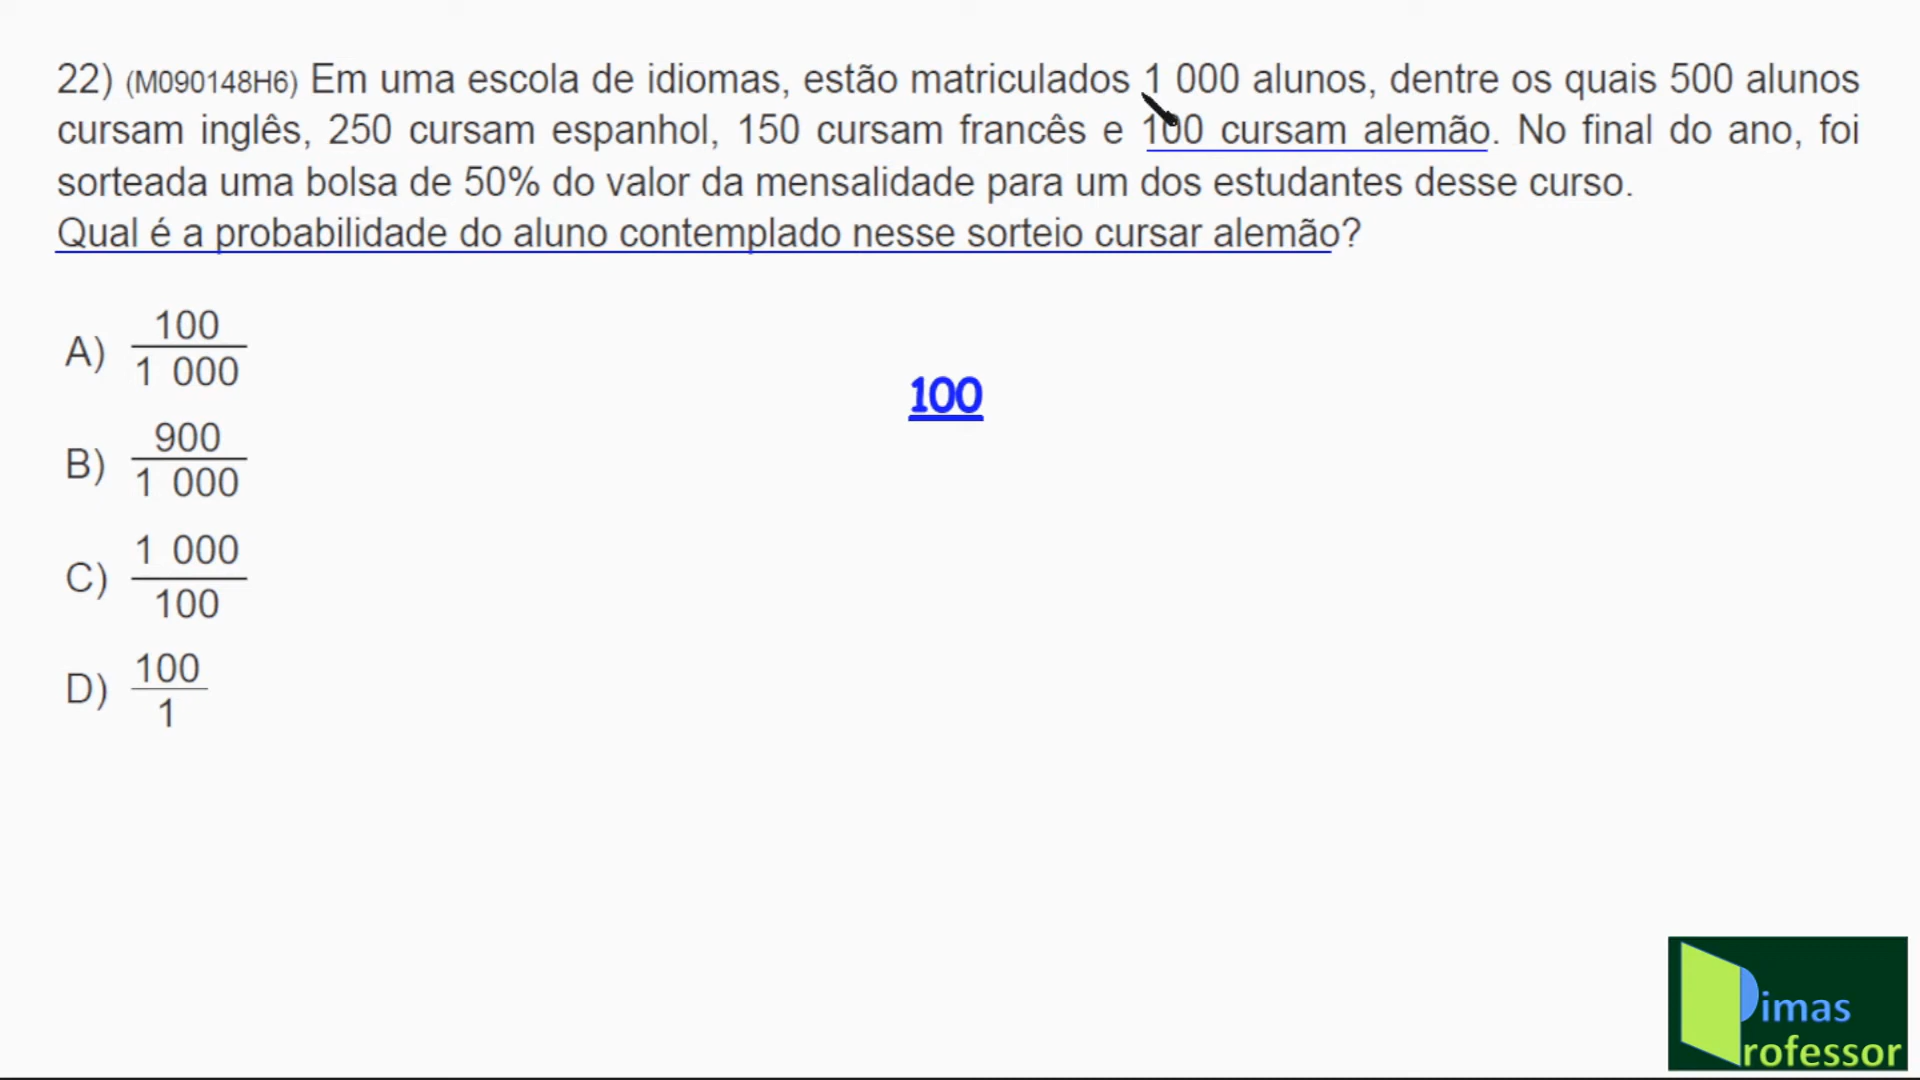 22) (M090148H6) Em uma escola de idiomas, estão matriculados 1 000 alunos, dentre os quais 500 alunos
cursam inglês, 250 cursam espanhol, 150 cursam francês e 100 cursam alemão. No final do ano, foi
sorteada uma bolsa de 50% do valor da mensalidade para um dos estudantes desse curso.
Qual é a probabilidade do aluno contemplado nesse sorteio cursar alemão?
A) 100
1 000
100
B) 900
1 000
C) 1 000
100
D) 100
1
Dimas
Professor